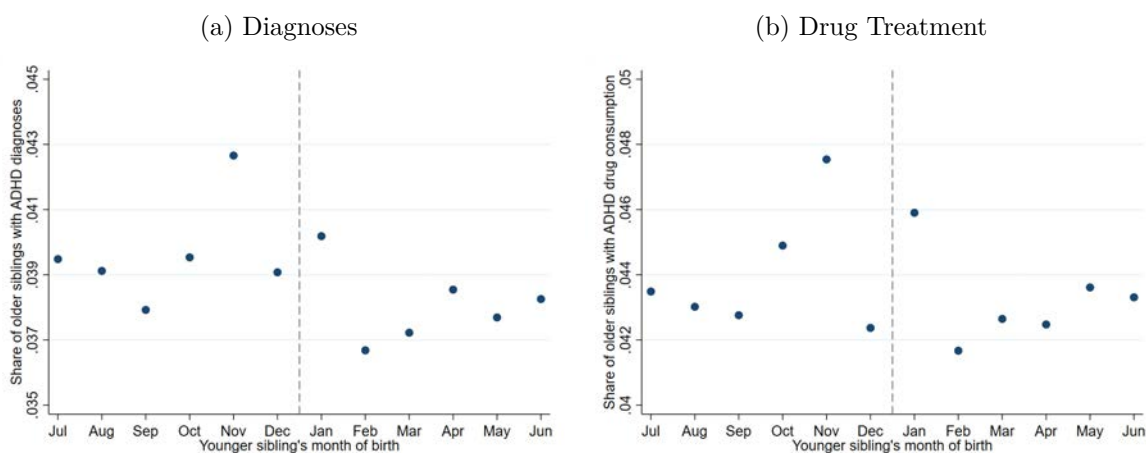 (a) Diagnoses
Share of older siblings with ADHD diagnoses
.045
.043
.041
.039
.037
.035
Jul Aug Sep Oct Nov Dec Jan Feb Mar Apr May Jun
Younger sibling's month of birth
(b) Drug Treatment
Share of older siblings with ADHD drug consumption
.05
.048
.046
.044
.042
.04
Jul Aug Sep Oct Nov Dec Jan Feb Mar Apr May Jun
Younger sibling's month of birth